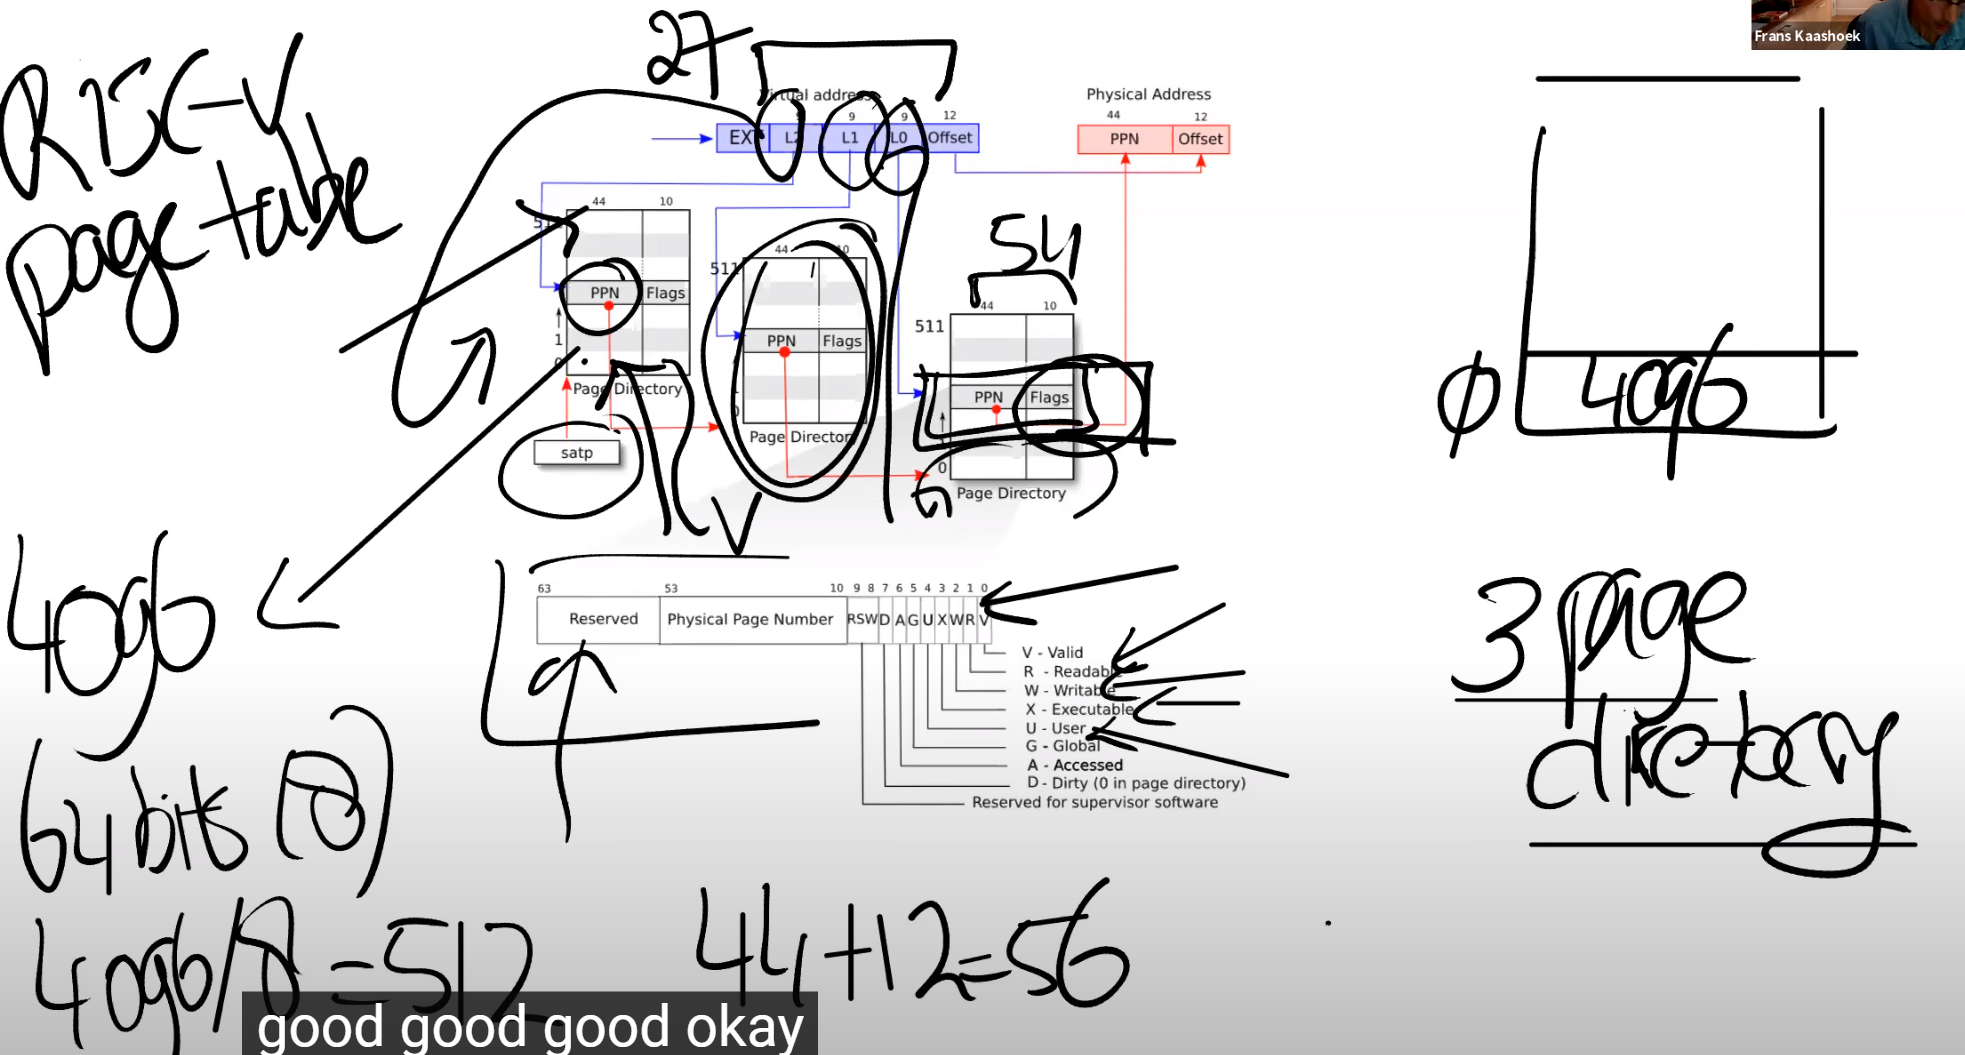 Frans Kaashoek
RISC-V
page table
27
Virtual address
9 9 12
EXT L2 L1 L0 Offset
Physical Address
44 12
PPN Offset
44 10
PPN Flags
1
0
Page Directory
satp
44 10
511
PPN Flags
1
0
Page Directory
54
44 10
511
PPN Flags
0
Page Directory
0
4096
63 53 10 9 8 7 6 5 4 3 2 1 0
Reserved Physical Page Number RSW D A G U X W R V
V - Valid
R - Readable
W - Writable
X - Executable
U - User
G - Global
A - Accessed
D - Dirty (0 in page directory)
Reserved for supervisor software
3 page
directory
4096
64 bits (8)
4096/8 = 512
44+12=56
good good good okay